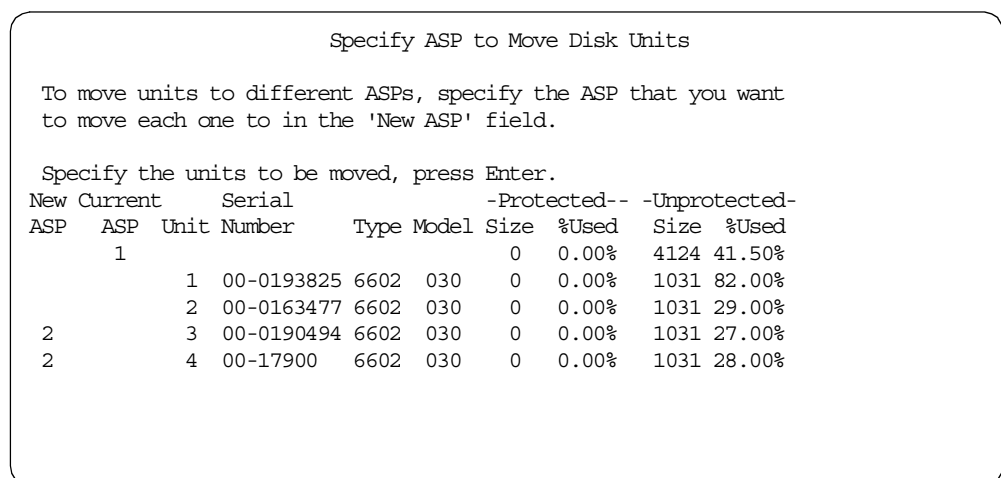 Specify ASP to Move Disk Units
To move units to different ASPs, specify the ASP that you want
to move each one to in the 'New ASP' field.
Specify the units to be moved, press Enter.
New Current Serial -Protected-- -Unprotected-
ASP ASP Unit Number Type Model Size %Used Size %Used
1 0 0.00% 4124 41.50%
1 00-0193825 6602 030 0 0.00% 1031 82.00%
2 00-0163477 6602 030 0 0.00% 1031 29.00%
2 3 00-0190494 6602 030 0 0.00% 1031 27.00%
2 4 00-17900 6602 030 0 0.00% 1031 28.00%